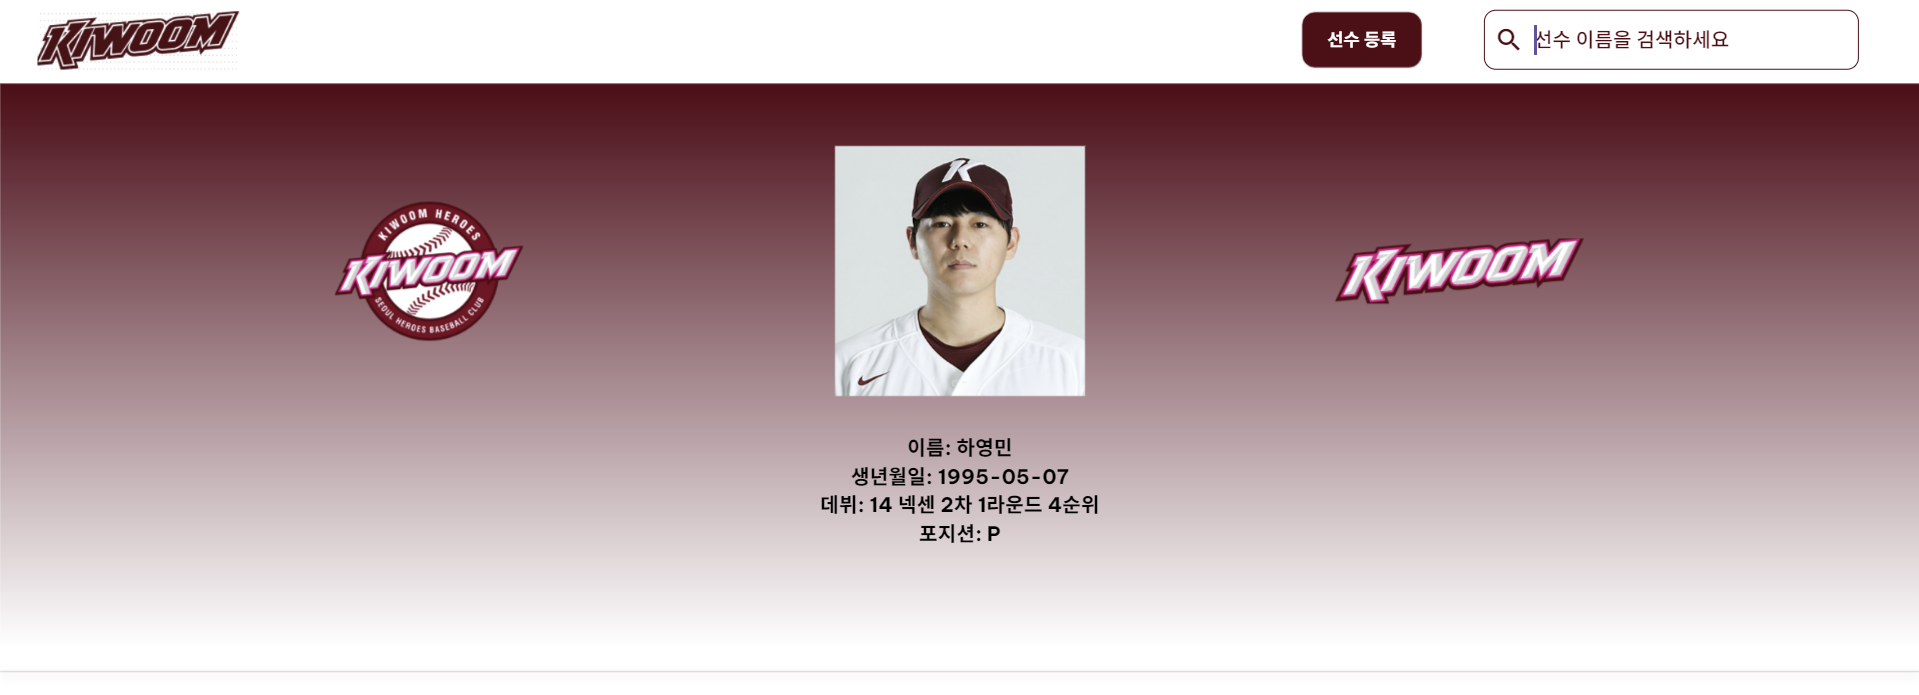 KIWOOM
선수 등록
선수 이름을 검색하세요
KIWOOM HEROES
KIWOOM
SEOUL HEROES BASEBALL CLUB
K
KIWOOM
이름: 하영민
생년월일: 1995-05-07
데뷔: 14 넥센 2차 1라운드 4순위
포지션: P